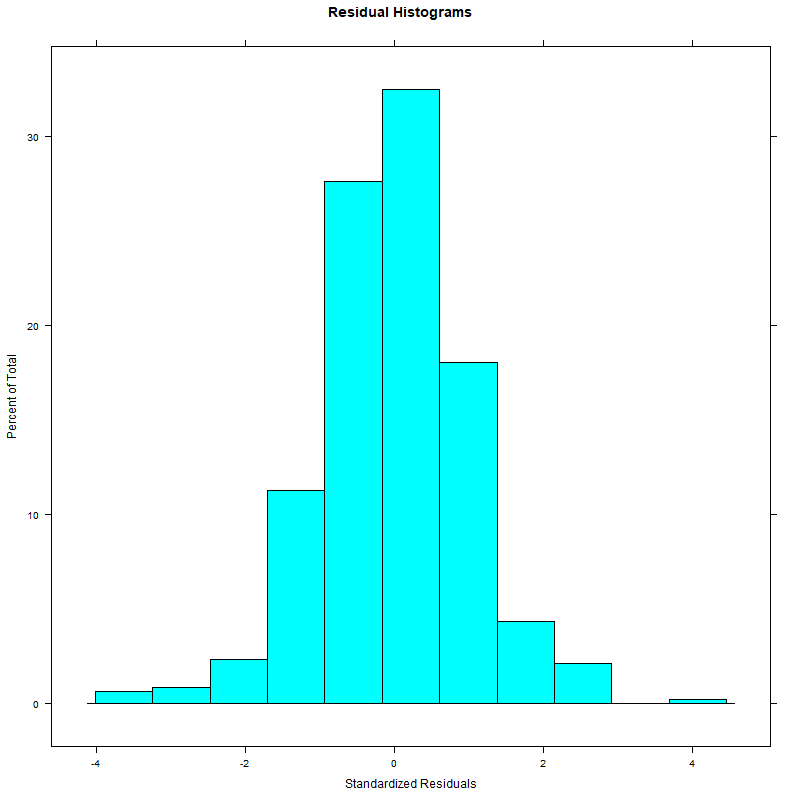 Residual Histograms
30
20
10
0
Percent of Total
-4 -2 0 2 4
Standardized Residuals